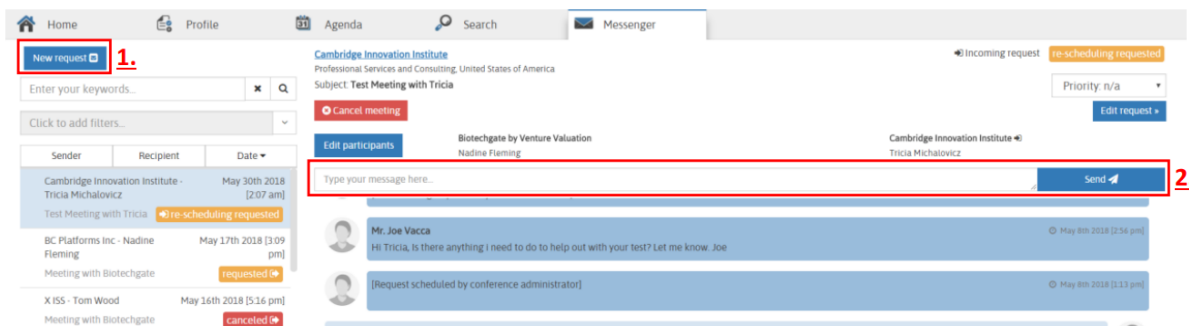 Home Profile Agenda Search Messenger
New request
1.
Enter your keywords...
Click to add filters...
Sender Recipient Date
Cambridge Innovation Institute - Tricia Michalovicz
May 30th 2018 [2:07 am]
Test Meeting with Tricia re-scheduling requested
BC Platforms Inc - Nadine Fleming
May 17th 2018 [3:09 pm]
Meeting with Biotechgate requested
X ISS - Tom Wood May 16th 2018 [5:16 pm]
Meeting with Biotechgate canceled
Cambridge Innovation Institute
Professional Services and Consulting, United States of America
Subject: Test Meeting with Tricia
Incoming request re-scheduling requested
Priority: n/a
Cancel meeting
Edit request »
Edit participants
Biotechgate by Venture Valuation
Nadine Fleming
Cambridge Innovation Institute
Tricia Michalovicz
Type your message here...
Send
2
Mr. Joe Vacca
May 8th 2018 [2:56 pm]
Hi Tricia, Is there anything i need to do to help out with your test? Let me know. Joe
[Request scheduled by conference administrator]
May 8th 2018 [2:13 pm]